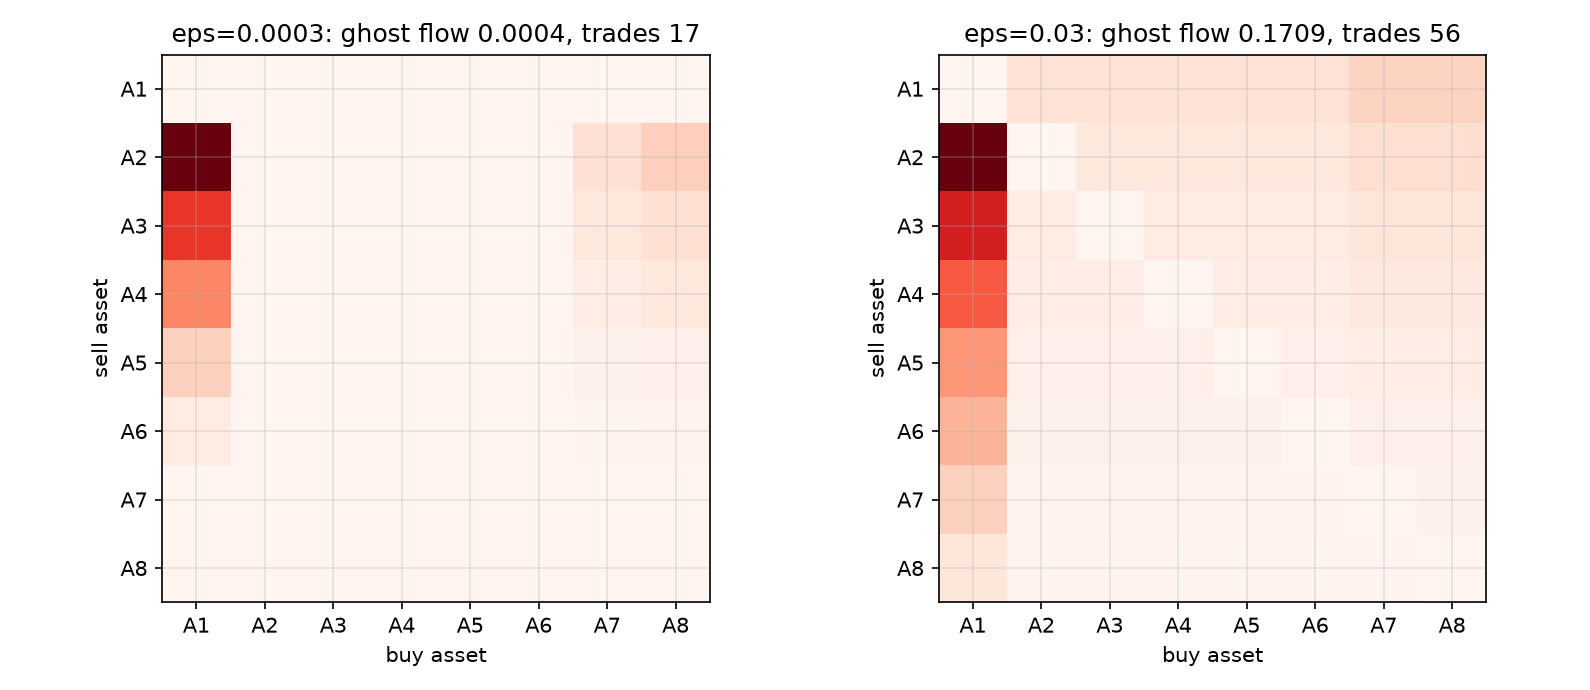 eps=0.0003: ghost flow 0.0004, trades 17
sell asset
A1
A2
A3
A4
A5
A6
A7
A8
A1 A2 A3 A4 A5 A6 A7 A8
buy asset
eps=0.03: ghost flow 0.1709, trades 56
sell asset
A1
A2
A3
A4
A5
A6
A7
A8
A1 A2 A3 A4 A5 A6 A7 A8
buy asset